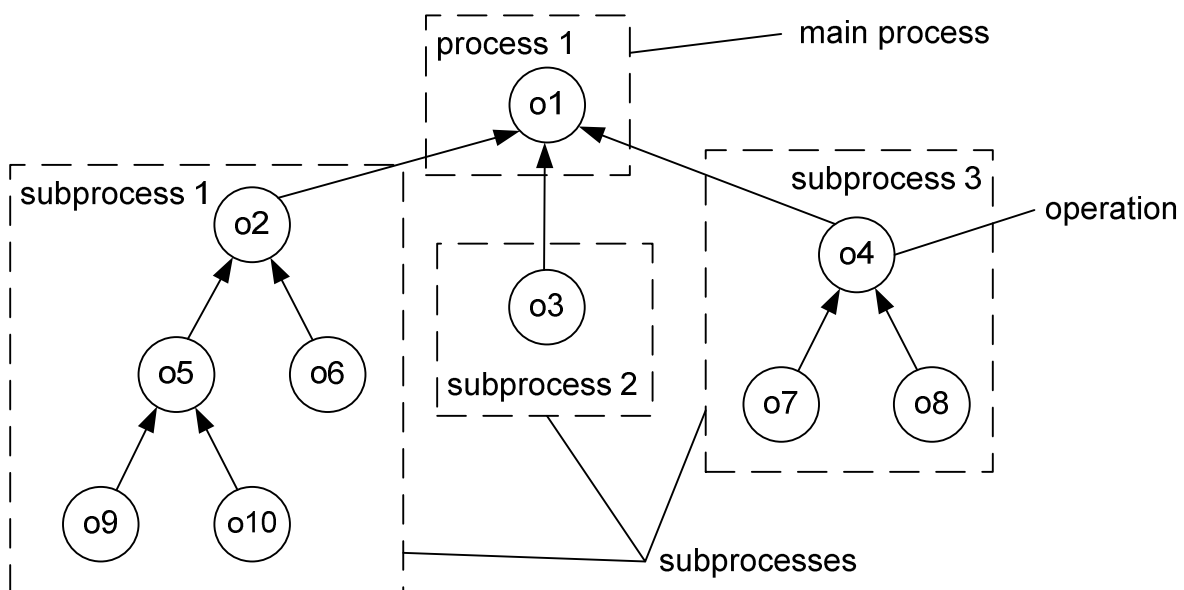 process 1
main process
o1
subprocess 1
subprocess 3
o2
operation
o4
o3
o5
o6
subprocess 2
o7
o8
o9
o10
subprocesses